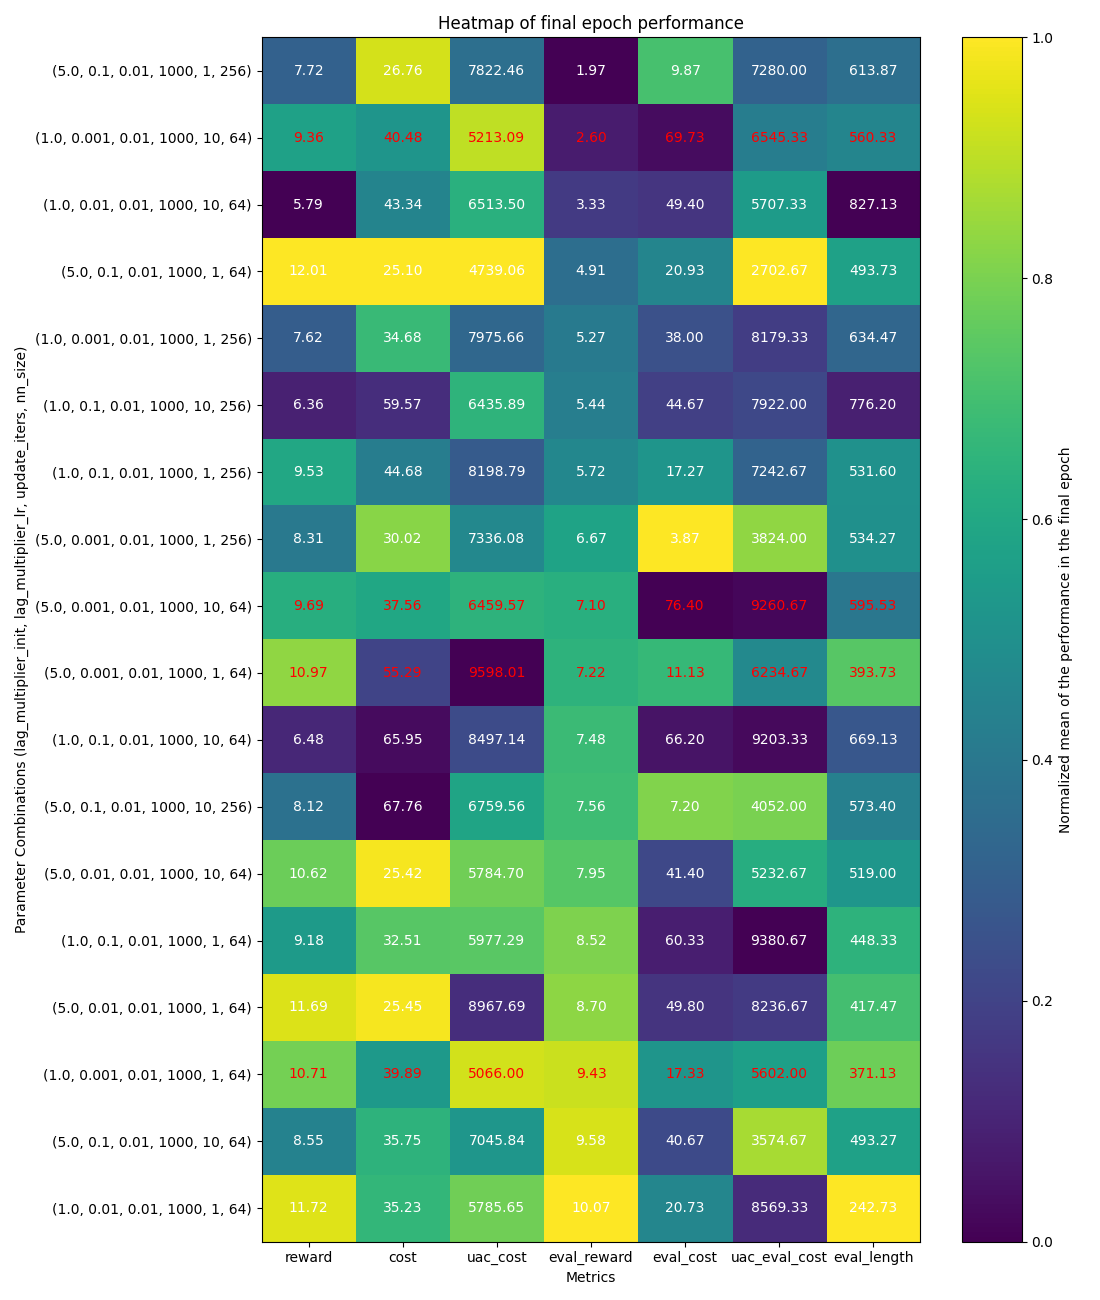 Heatmap of final epoch performance
(5.0, 0.1, 0.01, 1000, 1, 256) 7.72 26.76 7822.46 1.97 9.87 7280.00 613.87
(1.0, 0.001, 0.01, 1000, 10, 64) 9.36 40.48 5213.09 2.60 69.73 6545.33 560.33
(1.0, 0.01, 0.01, 1000, 10, 64) 5.79 43.34 6513.50 3.33 49.40 5707.33 827.13
(5.0, 0.1, 0.01, 1000, 1, 64) 12.01 25.10 4739.06 4.91 20.93 2702.67 493.73
(1.0, 0.001, 0.01, 1000, 1, 256) 7.62 34.68 7975.66 5.27 38.00 8179.33 634.47
(1.0, 0.1, 0.01, 1000, 10, 256) 6.36 59.57 6435.89 5.44 44.67 7922.00 776.20
(1.0, 0.1, 0.01, 1000, 1, 256) 9.53 44.68 8198.79 5.72 17.27 7242.67 531.60
(5.0, 0.001, 0.01, 1000, 1, 256) 8.31 30.02 7336.08 6.67 3.87 3824.00 534.27
(5.0, 0.001, 0.01, 1000, 10, 64) 9.69 37.56 6459.57 7.10 76.40 9260.67 595.53
(5.0, 0.001, 0.01, 1000, 1, 64) 10.97 55.29 9598.01 7.22 11.13 6234.67 393.73
(1.0, 0.1, 0.01, 1000, 10, 64) 6.48 65.95 8497.14 7.48 66.20 9203.33 669.13
(5.0, 0.1, 0.01, 1000, 10, 256) 8.12 67.76 6759.56 7.56 7.20 4052.00 573.40
(5.0, 0.01, 0.01, 1000, 10, 64) 10.62 25.42 5784.70 7.95 41.40 5232.67 519.00
(1.0, 0.1, 0.01, 1000, 1, 64) 9.18 32.51 5977.29 8.52 60.33 9380.67 448.33
(5.0, 0.01, 0.01, 1000, 1, 64) 11.69 25.45 8967.69 8.70 49.80 8236.67 417.47
(1.0, 0.001, 0.01, 1000, 1, 64) 10.71 39.89 5066.00 9.43 17.33 5602.00 371.13
(5.0, 0.1, 0.01, 1000, 10, 64) 8.55 35.75 7045.84 9.58 40.67 3574.67 493.27
(1.0, 0.01, 0.01, 1000, 1, 64) 11.72 35.23 5785.65 10.07 20.73 8569.33 242.73
reward cost uac_cost eval_reward eval_cost uac_eval_cost eval_length
Metrics
Parameter Combinations (lag_multiplier_init, lag_multiplier_lr, update_iters, nn_size)
1.0
0.8
0.6
0.4
0.2
0.0
Normalized mean of the performance in the final epoch